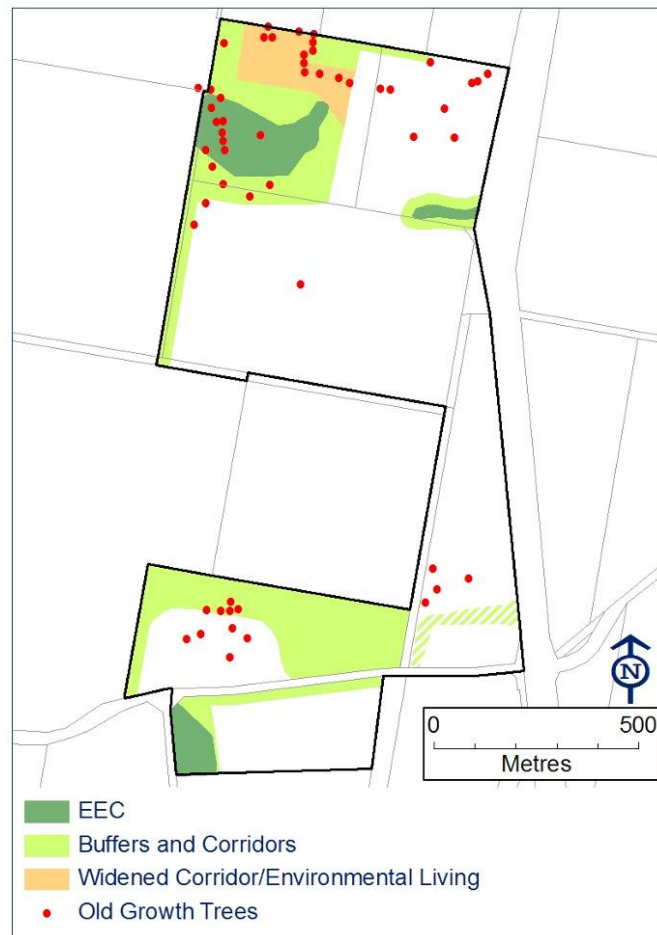 N
0 500
Metres
EEC
Buffers and Corridors
Widened Corridor/Environmental Living
Old Growth Trees